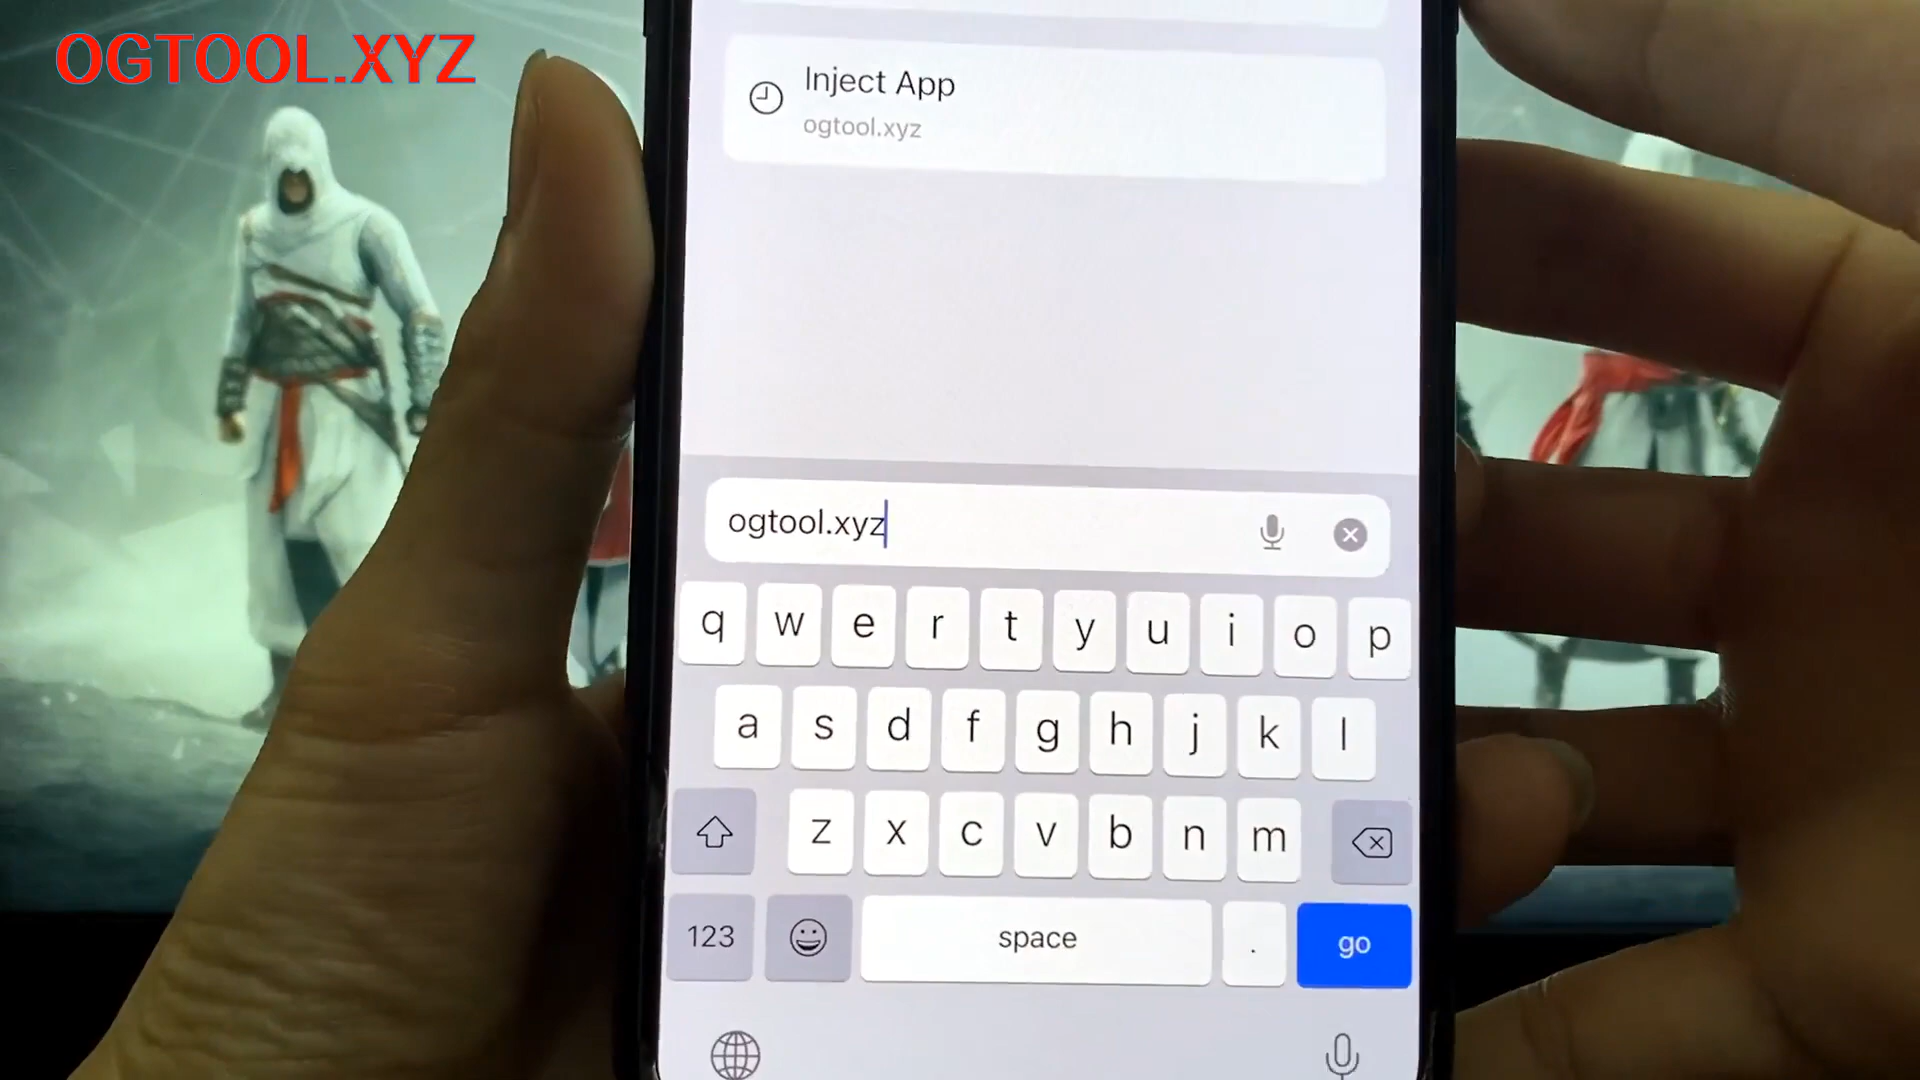 OGTOOL.XYZ
Inject App
ogtool.xyz
ogtool.xyz
q w e r t y u i o p
a s d f g h j k l
z x c v b n m
123 space . go